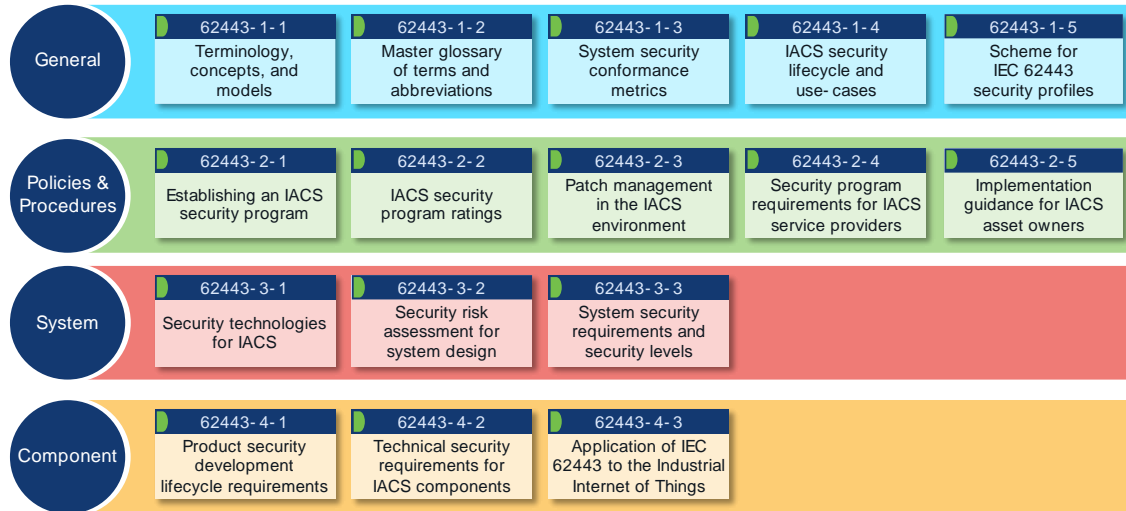 General
62443-1-1
Terminology,
concepts, and
models
62443-1-2
Master glossary
of terms and
abbreviations
62443-1-3
System security
conformance
metrics
62443-1-4
IACS security
lifecycle and
use- cases
62443-1-5
Scheme for
IEC 62443
security profiles
Policies &
Procedures
62443-2-1
Establishing an IACS
security program
62443-2-2
IACS security
program ratings
62443-2-3
Patch management
in the IACS
environment
62443-2-4
Security program
requirements for IACS
service providers
62443-2-5
Implementation
guidance for IACS
asset owners
System
62443-3-1
Security technologies
for IACS
62443-3-2
Security risk
assessment for
system design
62443-3-3
System security
requirements and
security levels
Component
62443-4-1
Product security
development
lifecycle requirements
62443-4-2
Technical security
requirements for
IACS components
62443-4-3
Application of IEC
62443 to the Industrial
Internet of Things